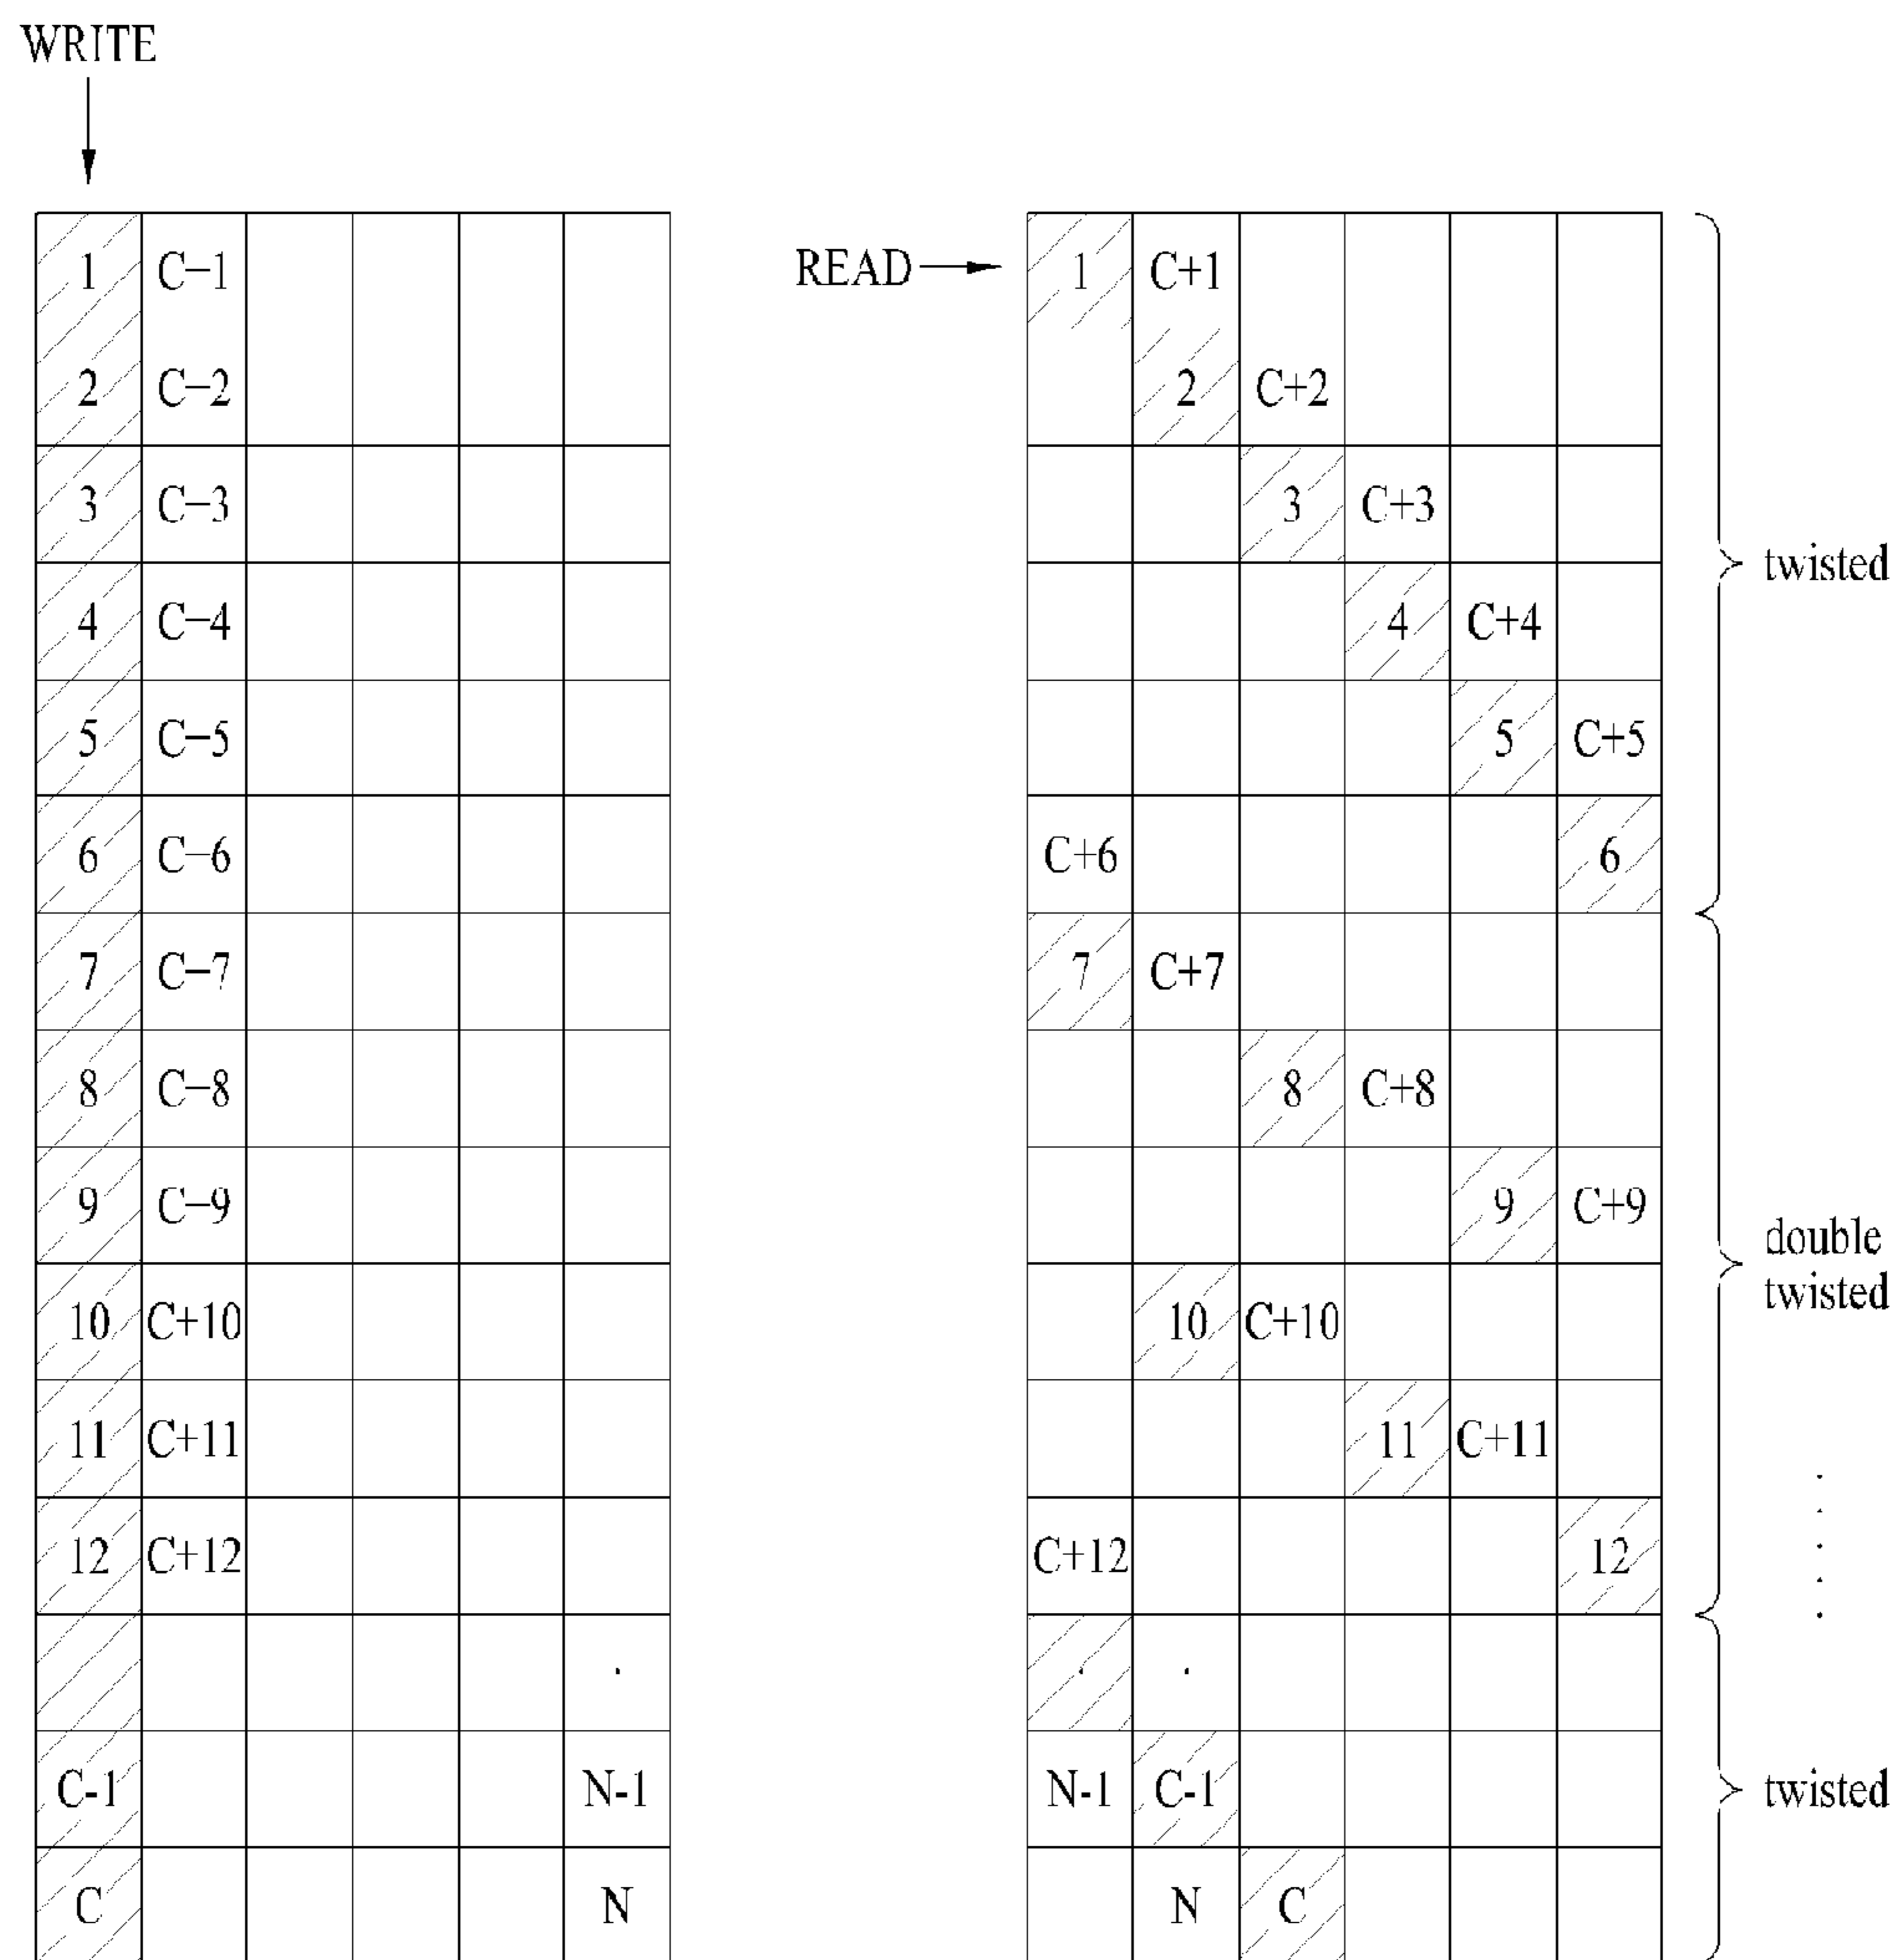 WRITE
1 C−1
2 C−2
3 C−3
4 C−4
5 C−5
6 C−6
7 C−7
8 C−8
9 C−9
10 C+10
11 C+11
12 C+12
.
C-1 N-1
C N
READ
1 C+1
2 C+2
3 C+3
4 C+4
5 C+5
C+6 6
7 C+7
8 C+8
9 C+9
10 C+10
11 C+11
C+12 12
. .
N-1 C-1
N C
twisted
double
twisted
.
.
.
.
.
twisted